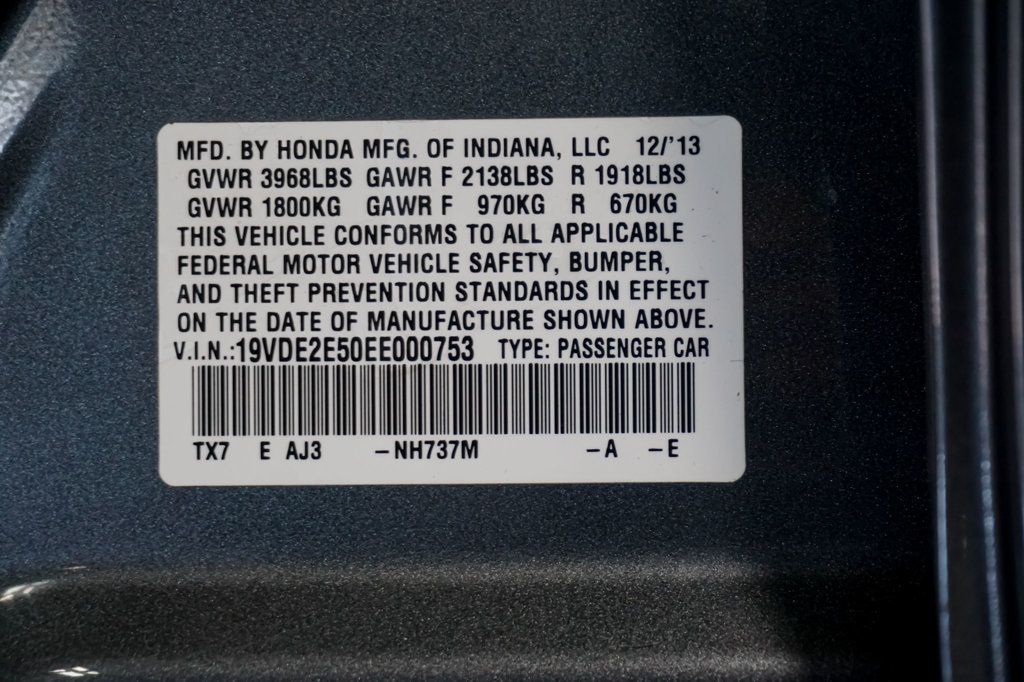 MFD. BY HONDA MFG. OF INDIANA, LLC 12/'13
GVWR 3968LBS GAWR F 2138LBS R 1918LBS
GVWR 1800KG GAWR F 970KG R 670KG
THIS VEHICLE CONFORMS TO ALL APPLICABLE
FEDERAL MOTOR VEHICLE SAFETY, BUMPER,
AND THEFT PREVENTION STANDARDS IN EFFECT
ON THE DATE OF MANUFACTURE SHOWN ABOVE.
V.I.N.:19VDE2E50EE000753 TYPE: PASSENGER CAR
TX7 E AJ3 -NH737M -A -E